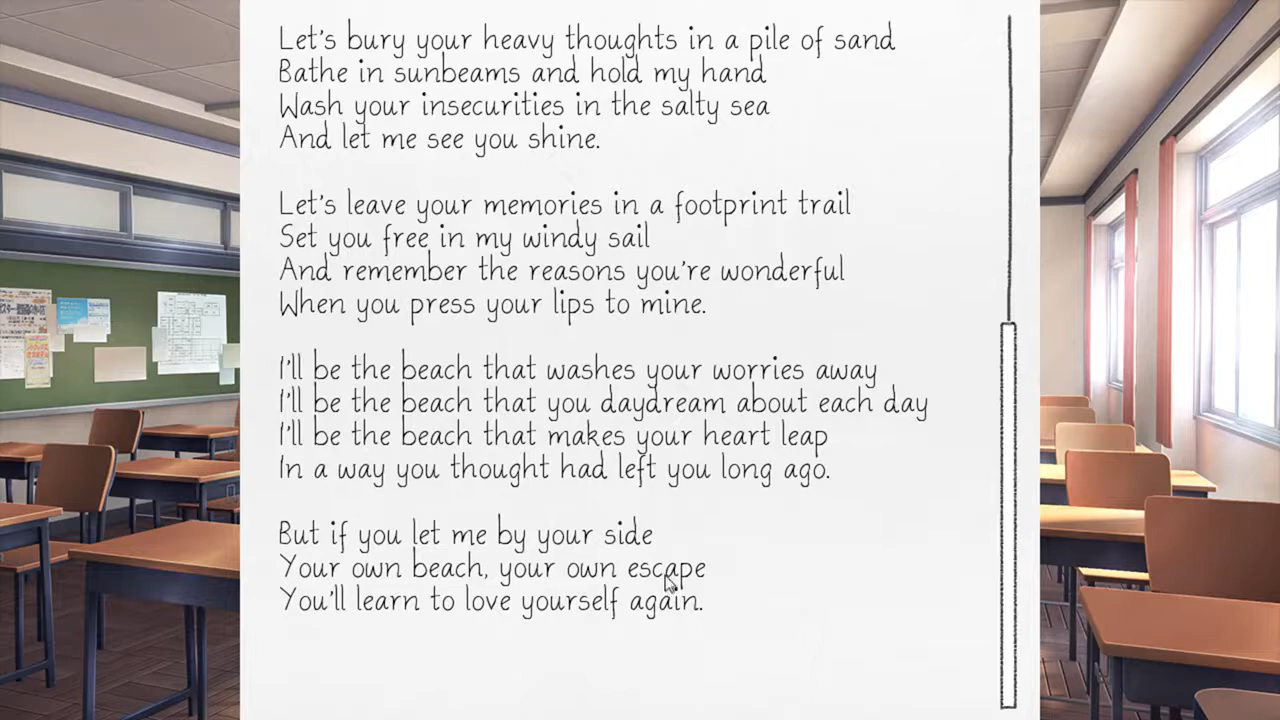 Let's bury your heavy thoughts in a pile of sand
Bathe in sunbeams and hold my hand
Wash your insecurities in the salty sea
And let me see you shine.
Let's leave your memories in a footprint trail
Set you free in my windy sail
And remember the reasons you're wonderful
When you press your lips to mine.
I'll be the beach that washes your worries away
I'll be the beach that you daydream about each day
I'll be the beach that makes your heart leap
In a way you thought had left you long ago.
But if you let me by your side
Your own beach, your own escape
You'll learn to love yourself again.